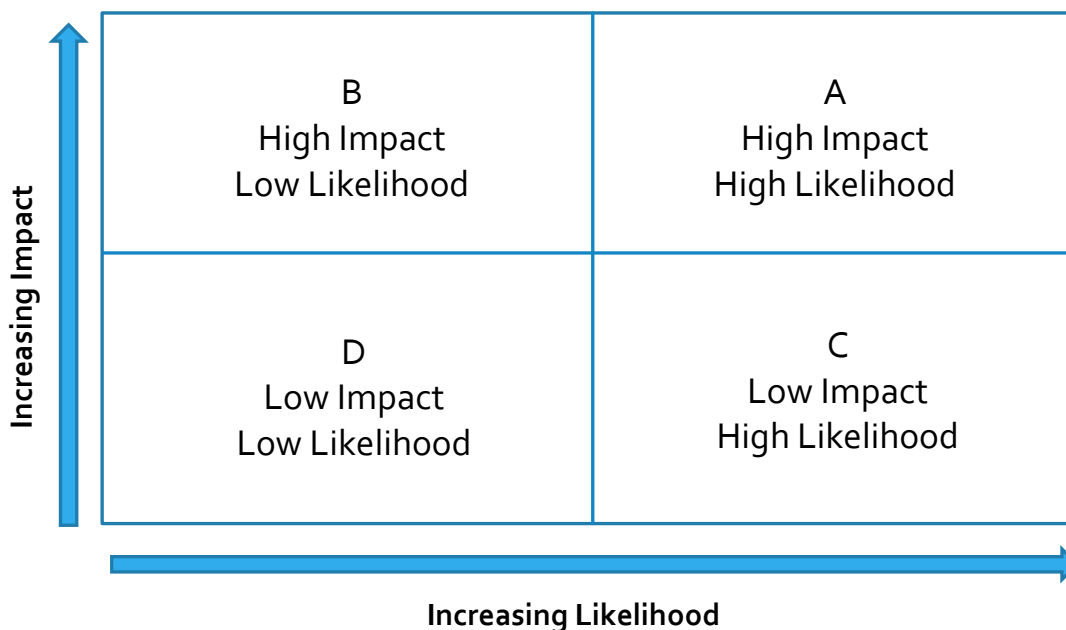 B
High Impact
Low Likelihood
A
High Impact
High Likelihood
Increasing Impact
D
Low Impact
Low Likelihood
C
Low Impact
High Likelihood
Increasing Likelihood